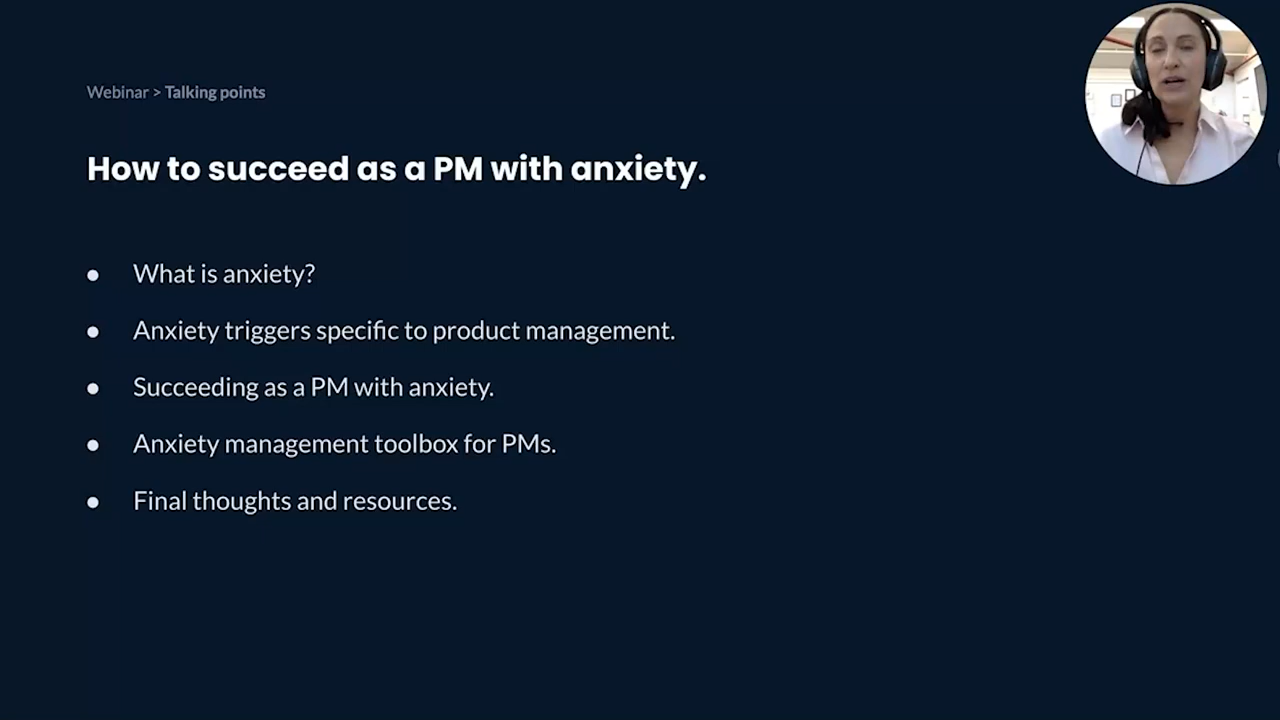 Webinar > Talking points
How to succeed as a PM with anxiety.
● What is anxiety?
● Anxiety triggers specific to product management.
● Succeeding as a PM with anxiety.
● Anxiety management toolbox for PMs.
● Final thoughts and resources.